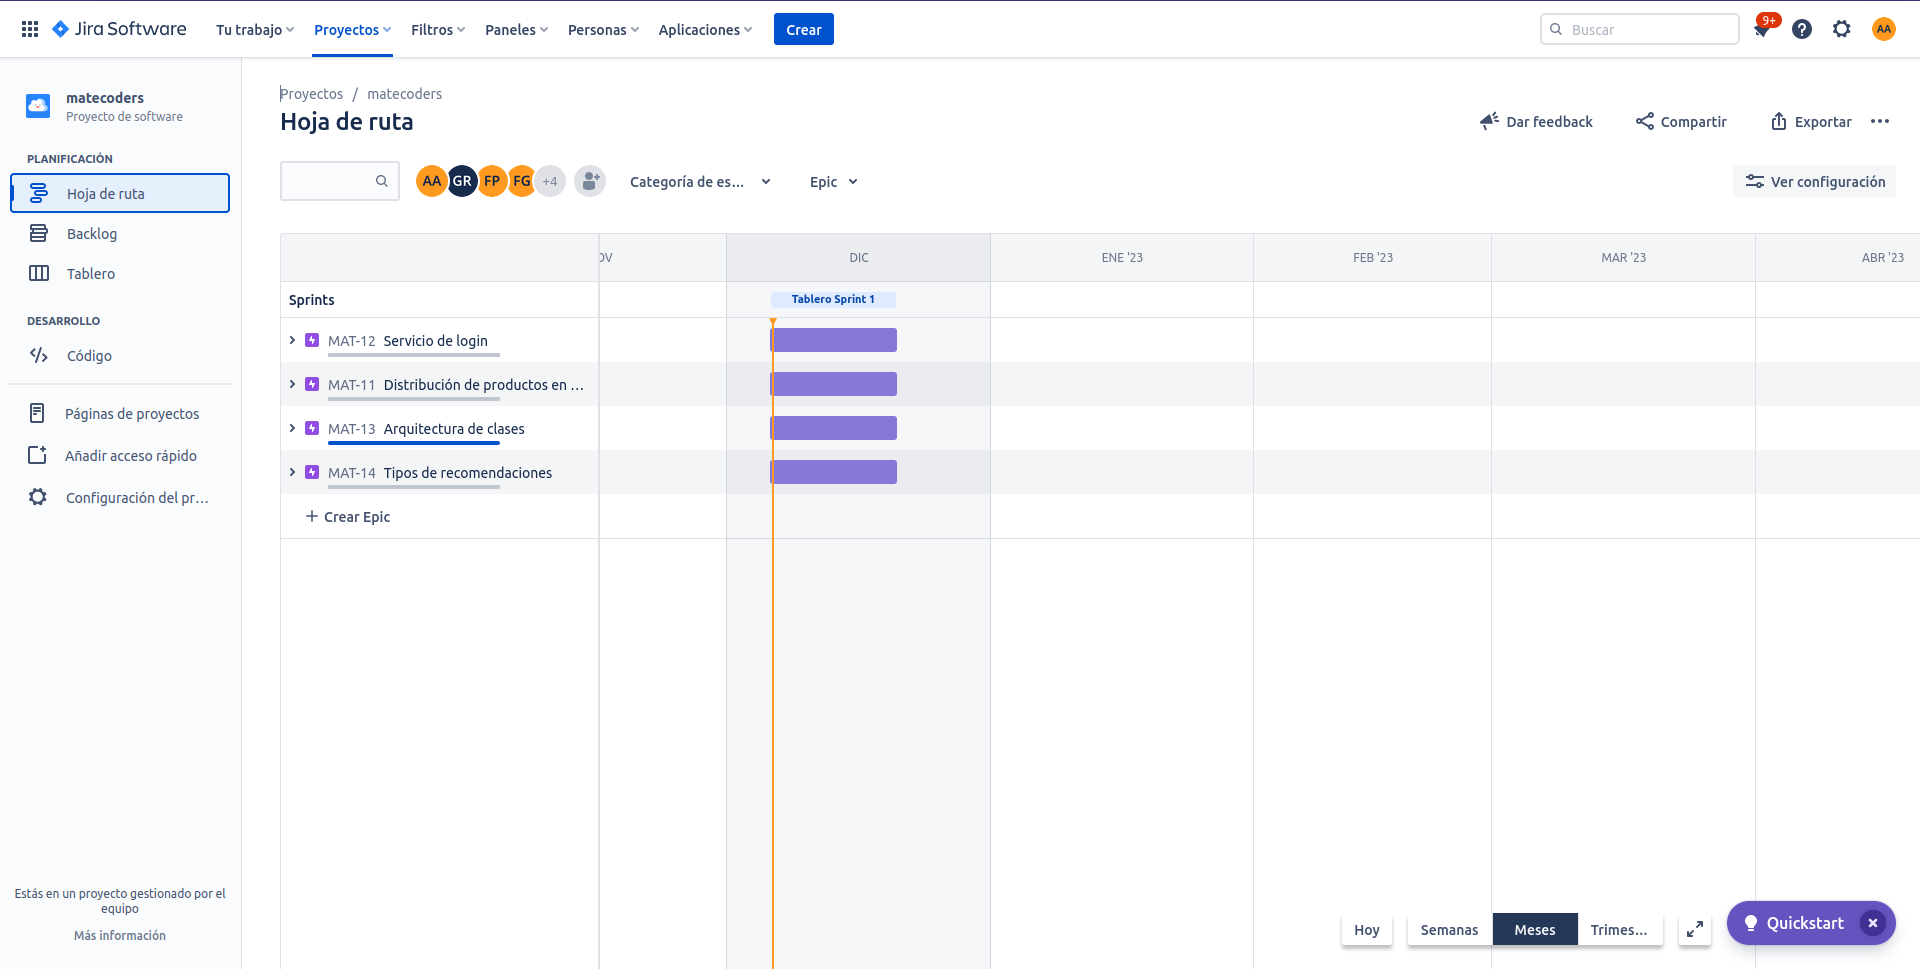 Jira Software
Tu trabajo
Proyectos
Filtros
Paneles
Personas
Aplicaciones
Crear
Buscar
9+
AA
matecoders
Proyecto de software
PLANIFICACIÓN
Hoja de ruta
Backlog
Tablero
DESARROLLO
Código
Páginas de proyectos
Añadir acceso rápido
Configuración del pr...
Estás en un proyecto gestionado por el
equipo
Más información
Proyectos / matecoders
Hoja de ruta
Dar feedback
Compartir
Exportar
AA GR FP FG +4
Categoría de es...
Epic
Ver configuración
OV
DIC
ENE '23
FEB '23
MAR '23
ABR '23
Sprints
Tablero Sprint 1
MAT-12 Servicio de login
MAT-11 Distribución de productos en ...
MAT-13 Arquitectura de clases
MAT-14 Tipos de recomendaciones
+ Crear Epic
Hoy
Semanas
Meses
Trimes...
Quickstart